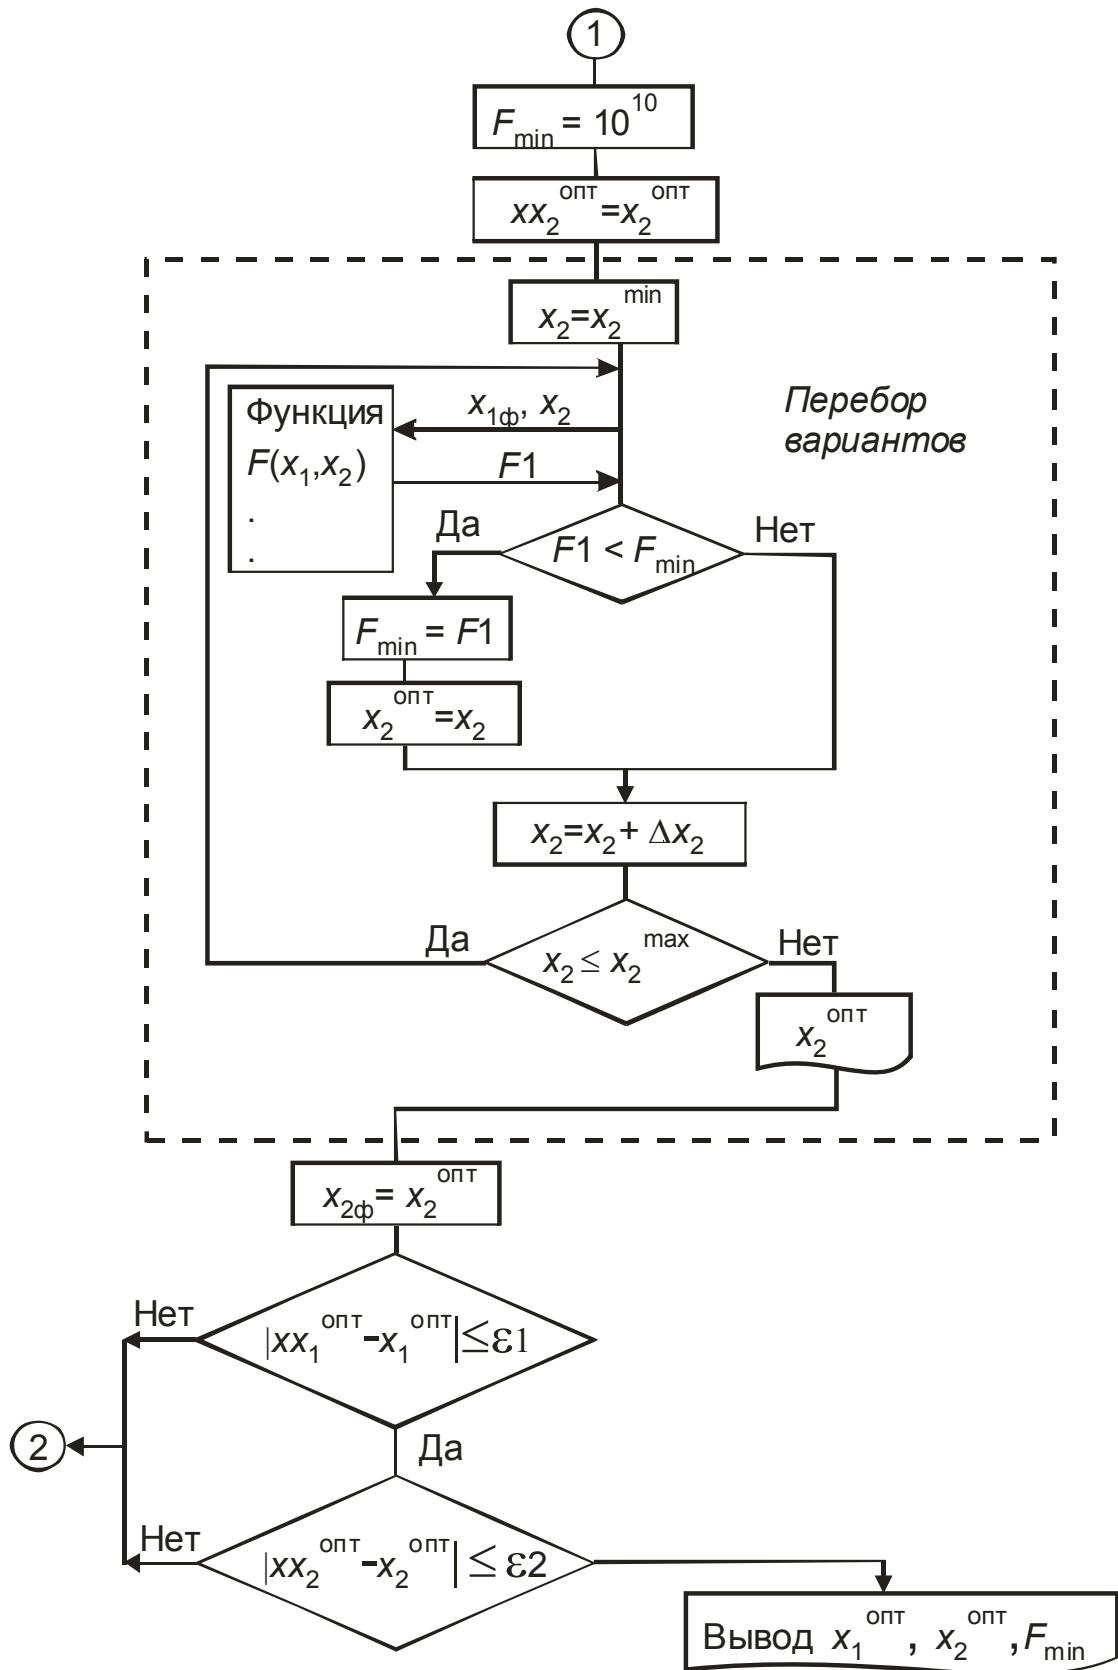 1
F_min = 10^10
xx_2^опт=x_2^опт
x_2=x_2^min
Функция
F(x_1,x_2)
.
.
x_1ф, x_2
F1
Перебор
вариантов
Да
Нет
F1 < F_min
F_min = F1
x_2^опт=x_2
x_2=x_2+ Δx_2
Да
Нет
x_2 ≤ x_2^max
x_2^опт
x_2ф= x_2^опт
Нет
|xx_1^опт-x_1^опт|≤ε1
2
Да
Нет
|xx_2^опт-x_2^опт| ≤ ε2
Вывод x_1^опт, x_2^опт,F_min